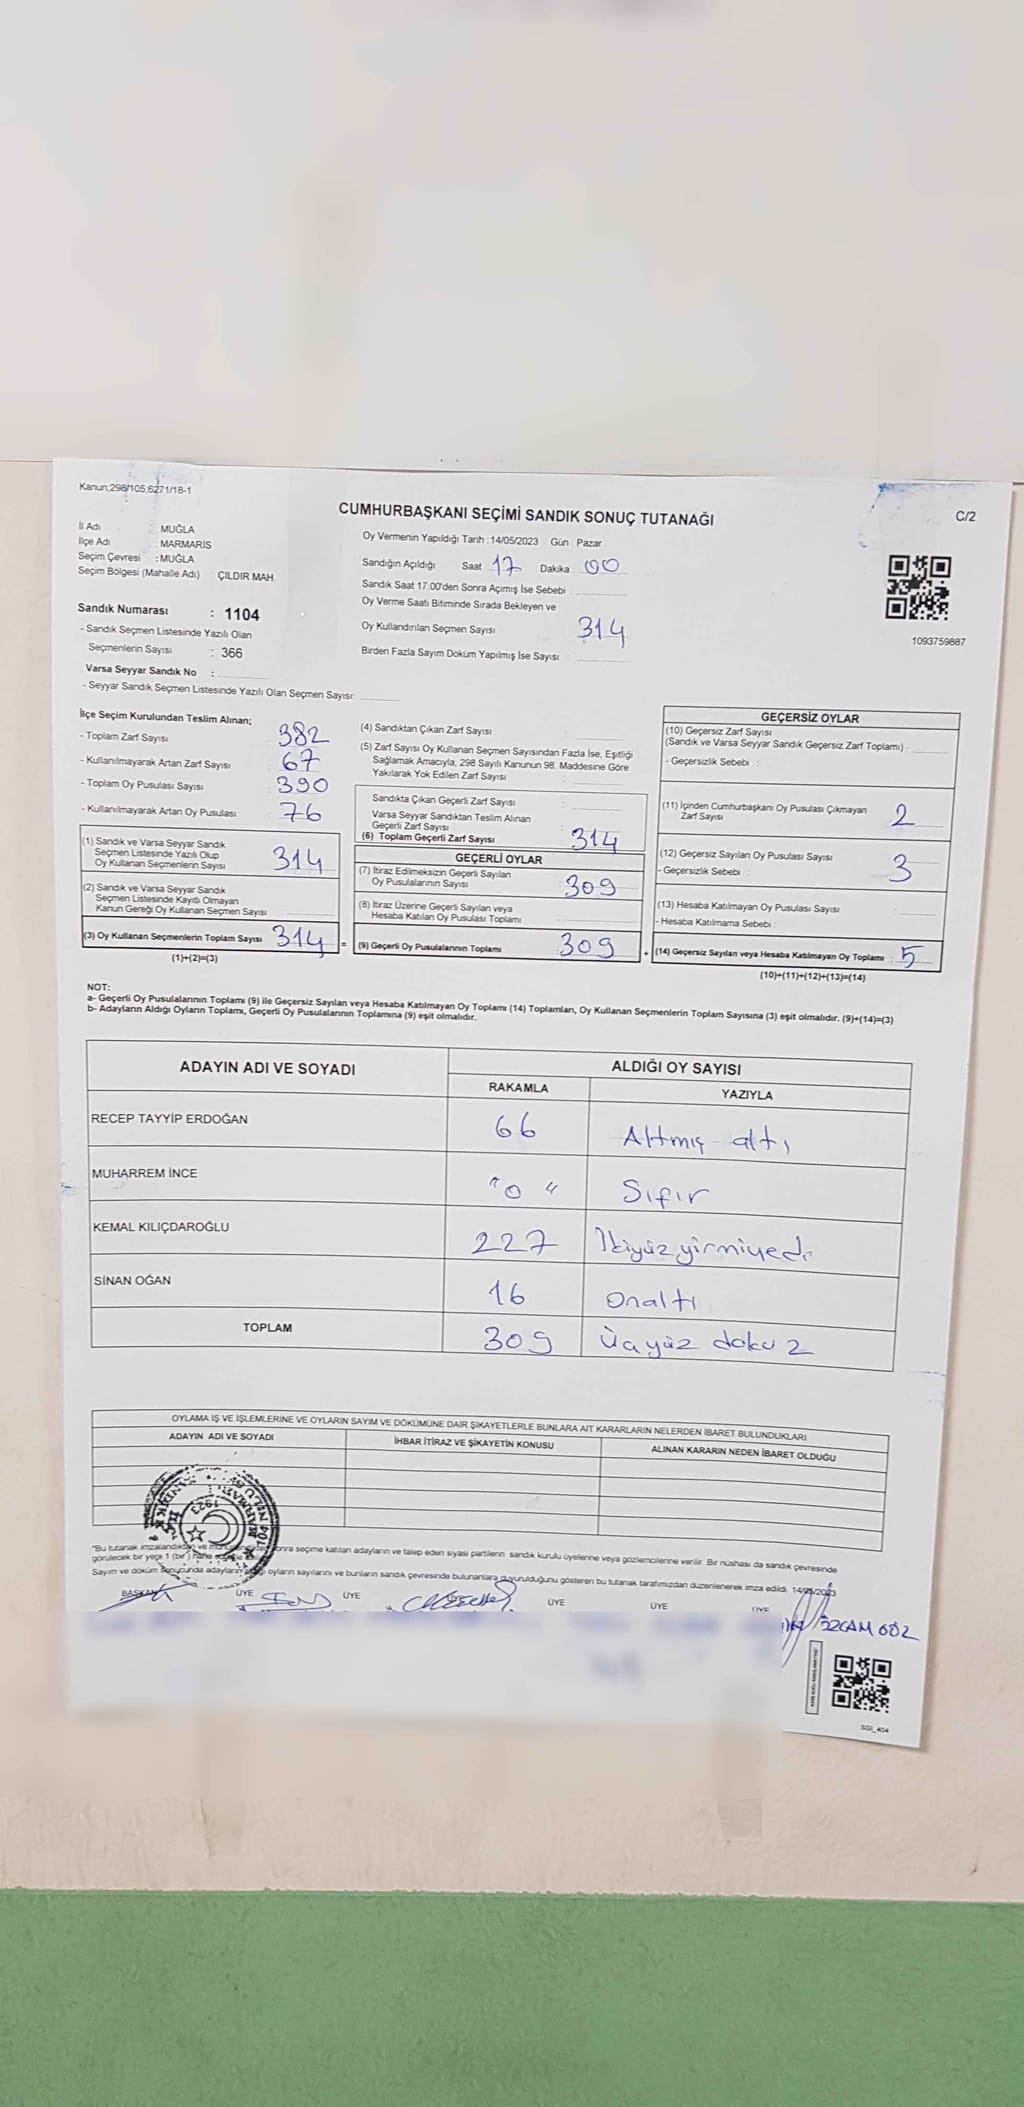 Kanun;298/105;6271/18-1
CUMHURBAŞKANI SEÇİMİ SANDIK SONUÇ TUTANAĞI
C/2
İl Adı : MUĞLA
İlçe Adı : MARMARİS
Seçim Çevresi : MUĞLA
Seçim Bölgesi (Mahalle Adı) : ÇILDIR MAH.
Sandık Numarası : 1104
- Sandık Seçmen Listesinde Yazılı Olan
Seçmenlerin Sayısı : 366
Varsa Seyyar Sandık No :
- Seyyar Sandık Seçmen Listesinde Yazılı Olan Seçmen Sayısı:
Oy Vermenin Yapıldığı Tarih :14/05/2023 Gün : Pazar
Sandığın Açıldığı Saat 17 Dakika : 00
Sandık Saat 17.00'den Sonra Açımış İse Sebebi :
Oy Verme Saati Bitiminde Sırada Bekleyen ve
Oy Kullandırılan Seçmen Sayısı 314
Birden Fazla Sayım Döküm Yapılmış İse Sayısı :
1093759887
İlçe Seçim Kurulundan Teslim Alınan;
- Toplam Zarf Sayısı 382
- Kullanılmayarak Artan Zarf Sayısı : 67
- Toplam Oy Pusulası Sayısı 390
- Kullanılmayarak Artan Oy Pusulası : 76
(1) Sandık ve Varsa Seyyar Sandık
Seçmen Listesinde Yazılı Olup
Oy Kullanan Seçmenlerin Sayısı : 314
(2) Sandık ve Varsa Seyyar Sandık
Seçmen Listesinde Kayıtlı Olmayan
Kanun Gereği Oy Kullanan Seçmen Sayısı :
(3) Oy Kullanan Seçmenlerin Toplam Sayısı 314 =
(1)+(2)=(3)
(4) Sandıktan Çıkan Zarf Sayısı :
(5) Zarf Sayısı Oy Kullanan Seçmen Sayısından Fazla İse, Eşitliği
Sağlamak Amacıyla, 298 Sayılı Kanunun 98. Maddesine Göre
Yakılarak Yok Edilen Zarf Sayısı :
Sandıkta Çıkan Geçerli Zarf Sayısı :
Varsa Seyyar Sandıktan Teslim Alınan
Geçerli Zarf Sayısı :
(6) Toplam Geçerli Zarf Sayısı : 314
GEÇERLİ OYLAR
(7) İtiraz Edilmeksizin Geçerli Sayılan
Oy Pusulalarının Sayısı : 309
(8) İtiraz Üzerine Geçerli Sayılan veya
Hesaba Katılan Oy Pusulası Toplamı :
(9) Geçerli Oy Pusulalarının Toplamı : 309 +
GEÇERSİZ OYLAR
(10) Geçersiz Zarf Sayısı
(Sandık ve Varsa Seyyar Sandık Geçersiz Zarf Toplamı) :
- Geçersizlik Sebebi :
(11) İçinden Cumhurbaşkanı Oy Pusulası Çıkmayan
Zarf Sayısı : 2
(12) Geçersiz Sayılan Oy Pusulası Sayısı : 3
- Geçersizlik Sebebi :
(13) Hesaba Katılmayan Oy Pusulası Sayısı :
- Hesaba Katılmama Sebebi :
(14) Geçersiz Sayılan veya Hesaba Katılmayan Oy Toplamı : 5
(10)+(11)+(12)+(13)=(14)
NOT:
a- Geçerli Oy Pusulalarının Toplamı (9) ile Geçersiz Sayılan veya Hesaba Katılmayan Oy Toplamı (14) Toplamları, Oy Kullanan Seçmenlerin Toplam Sayısına (3) eşit olmalıdır. (9)+(14)=(3)
b- Adayların Aldığı Oyların Toplamı, Geçerli Oy Pusulalarının Toplamına (9) eşit olmalıdır.
ADAYIN ADI VE SOYADI ALDIĞI OY SAYISI
RAKAMLA YAZIYLA
RECEP TAYYİP ERDOĞAN 66 Altmış altı
MUHARREM İNCE "0" Sıfır
KEMAL KILIÇDAROĞLU 227 İkiyüzyirmiyedi
SİNAN OĞAN 16 Onaltı
TOPLAM 309 Üçyüz dokuz
OYLAMA İŞ VE İŞLEMLERİNE VE OYLARIN SAYIM VE DÖKÜMÜNE DAİR ŞİKAYETLERLE BUNLARA AİT KARARLARIN NELERDEN İBARET BULUNDUKLARI
ADAYIN ADI VE SOYADI İHBAR İTİRAZ VE ŞİKAYETİN KONUSU ALINAN KARARIN NEDEN İBARET OLDUĞU
1923
"Bu tutanak imzalandıktan ve sonra seçime katılan adayların ve talep eden siyasi partilerin sandık kurulu üyelerine veya gözlemcilerine verilir. Bir nüshası da sandık çevresinde
görülecek bir yere 1 (bir) hafta
Sayım ve döküm sonucunda adayların oyların sayılarını ve bunların sandık çevresinde bulunanlara duyurulduğunu gösteren bu tutanak tarafımızdan düzenlenerek imza edildi. 14/05/2023
BAŞKAN ÜYE ÜYE ÜYE ÜYE ÜYE
SGİ_404